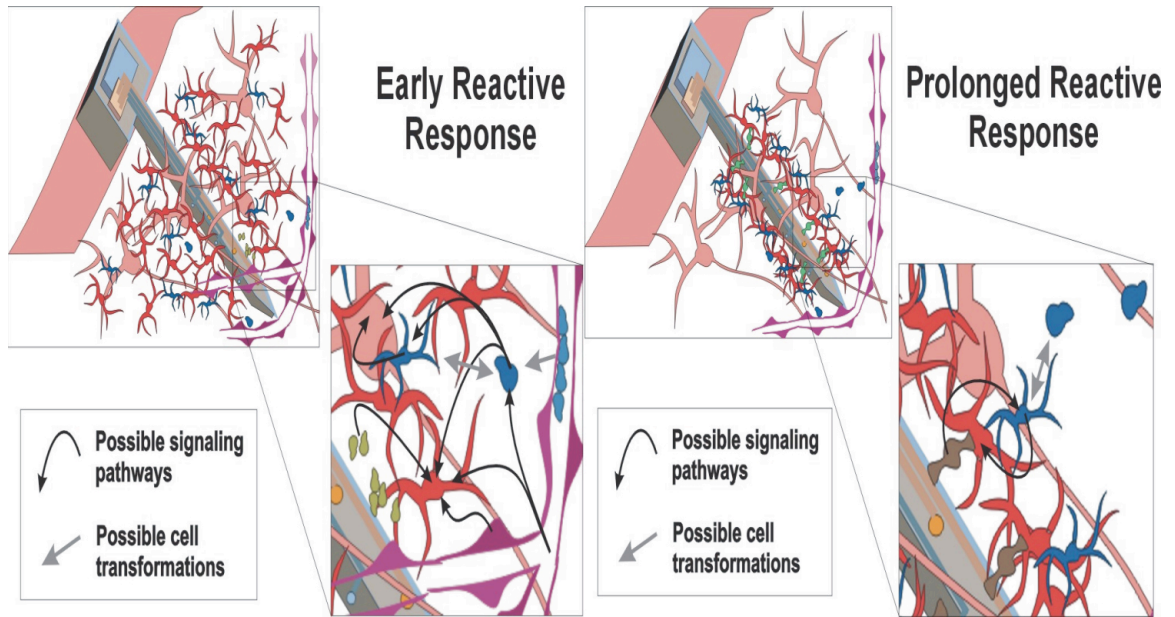 Early Reactive
Response
Possible signaling
pathways
Possible cell
transformations
Prolonged Reactive
Response
Possible signaling
pathways
Possible cell
transformations